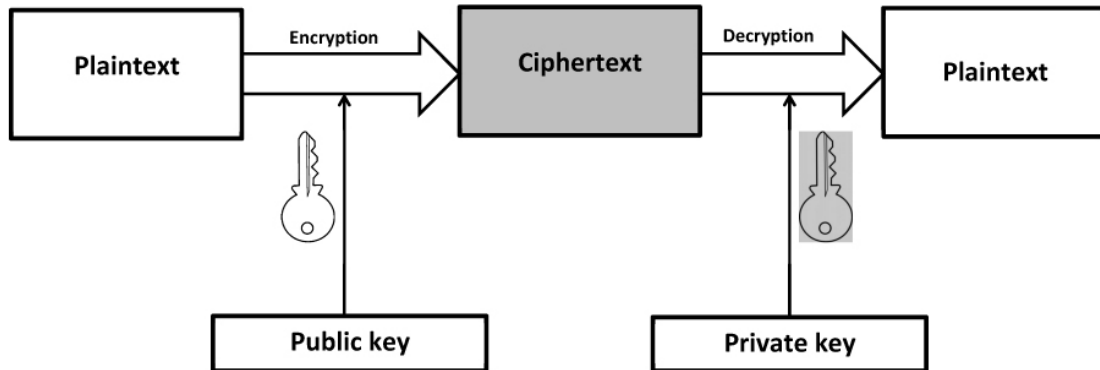 Plaintext
Encryption
Ciphertext
Decryption
Plaintext
Public key
Private key